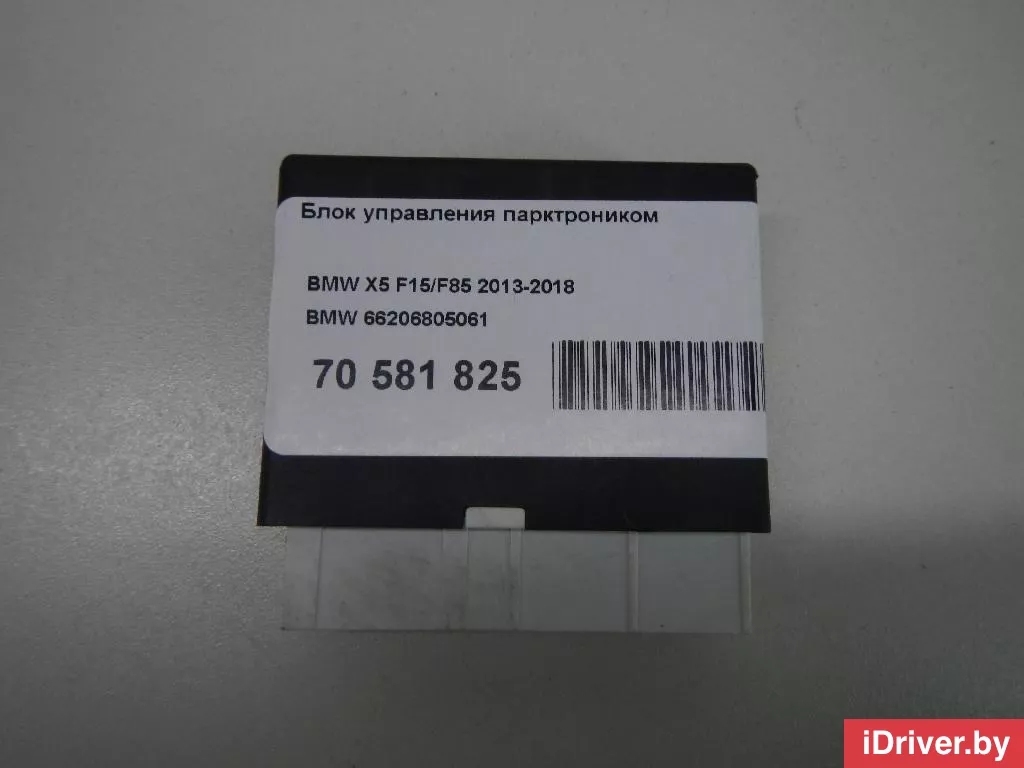 Блок управления парктроником
BMW X5 F15/F85 2013-2018
BMW 66206805061
70 581 825
iDriver.by